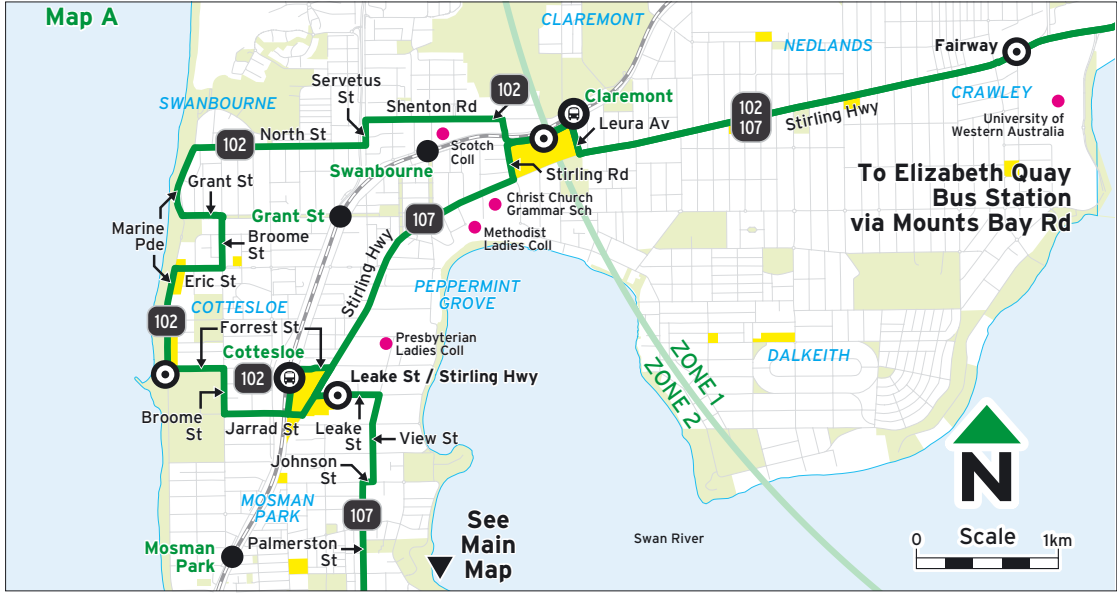 Map A
CLAREMONT
NEDLANDS
Fairway
CRAWLEY
University of
Western Australia
Servetus
St
Shenton Rd
102
Claremont
SWANBOURNE
102
North St
Scotch
Coll
Leura Av
102
107
Stirling Hwy
Swanbourne
Stirling Rd
Grant St
Christ Church
Grammar Sch
To Elizabeth Quay
Bus Station
via Mounts Bay Rd
Grant St
107
Methodist
Ladies Coll
Marine
Pde
Broome
St
Stirling Hwy
Eric St
PEPPERMINT
GROVE
COTTESLOE
102
Forrest St
Presbyterian
Ladies Coll
Cottesloe
DALKEITH
ZONE 1
ZONE 2
102
Leake St / Stirling Hwy
Broome
St
Jarrad St
Leake
St
View St
Johnson
St
MOSMAN
PARK
107
N
See
Main
Map
Swan River
Mosman
Park
Palmerston
St
0
Scale
1km